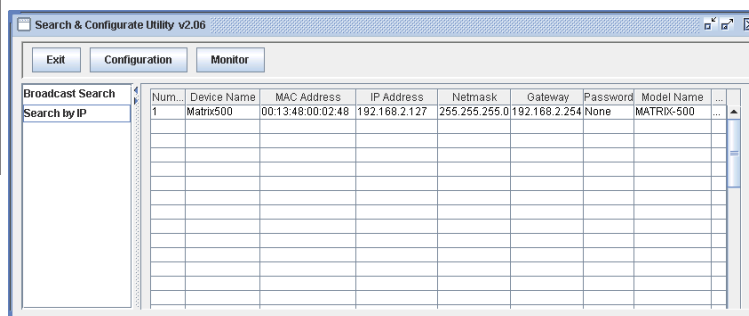 Search & Configurate Utility v2.06
Exit Configuration Monitor
Broadcast Search
Search by IP
Num... Device Name MAC Address IP Address Netmask Gateway Password Model Name ...
1 Matrix500 00:13:48:00:02:48 192.168.2.127 255.255.255.0 192.168.2.254 None MATRIX-500 ...